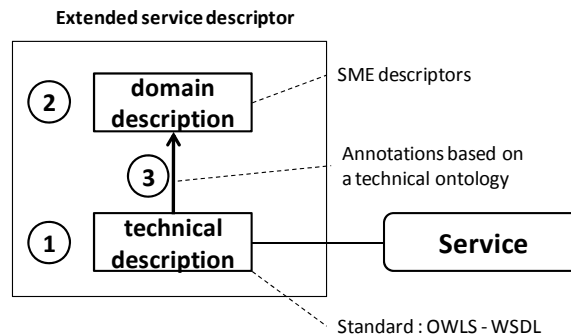 Extended service descriptor
2
domain
description
SME descriptors
3
Annotations based on
a technical ontology
1
technical
description
Service
Standard : OWLS - WSDL